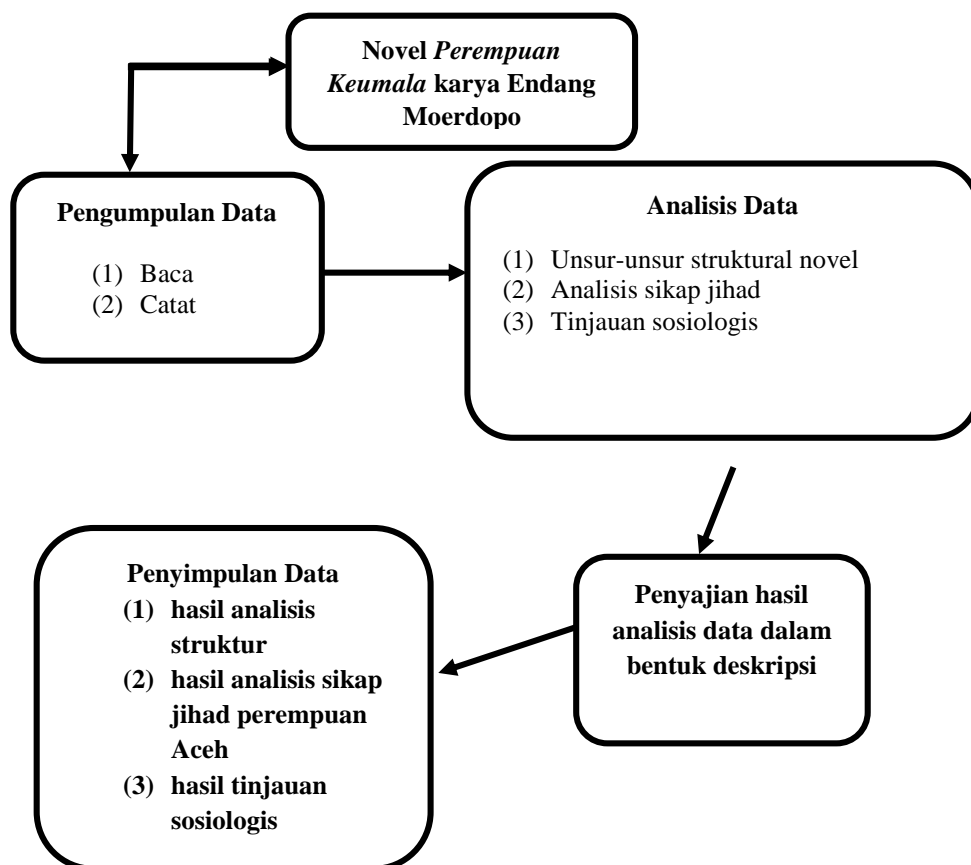 Novel Perempuan
Keumala karya Endang
Moerdopo
Pengumpulan Data
(1) Baca
(2) Catat
Analisis Data
(1) Unsur-unsur struktural novel
(2) Analisis sikap jihad
(3) Tinjauan sosiologis
Penyajian hasil
analisis data dalam
bentuk deskripsi
Penyimpulan Data
(1) hasil analisis
struktur
(2) hasil analisis sikap
jihad perempuan
Aceh
(3) hasil tinjauan
sosiologis